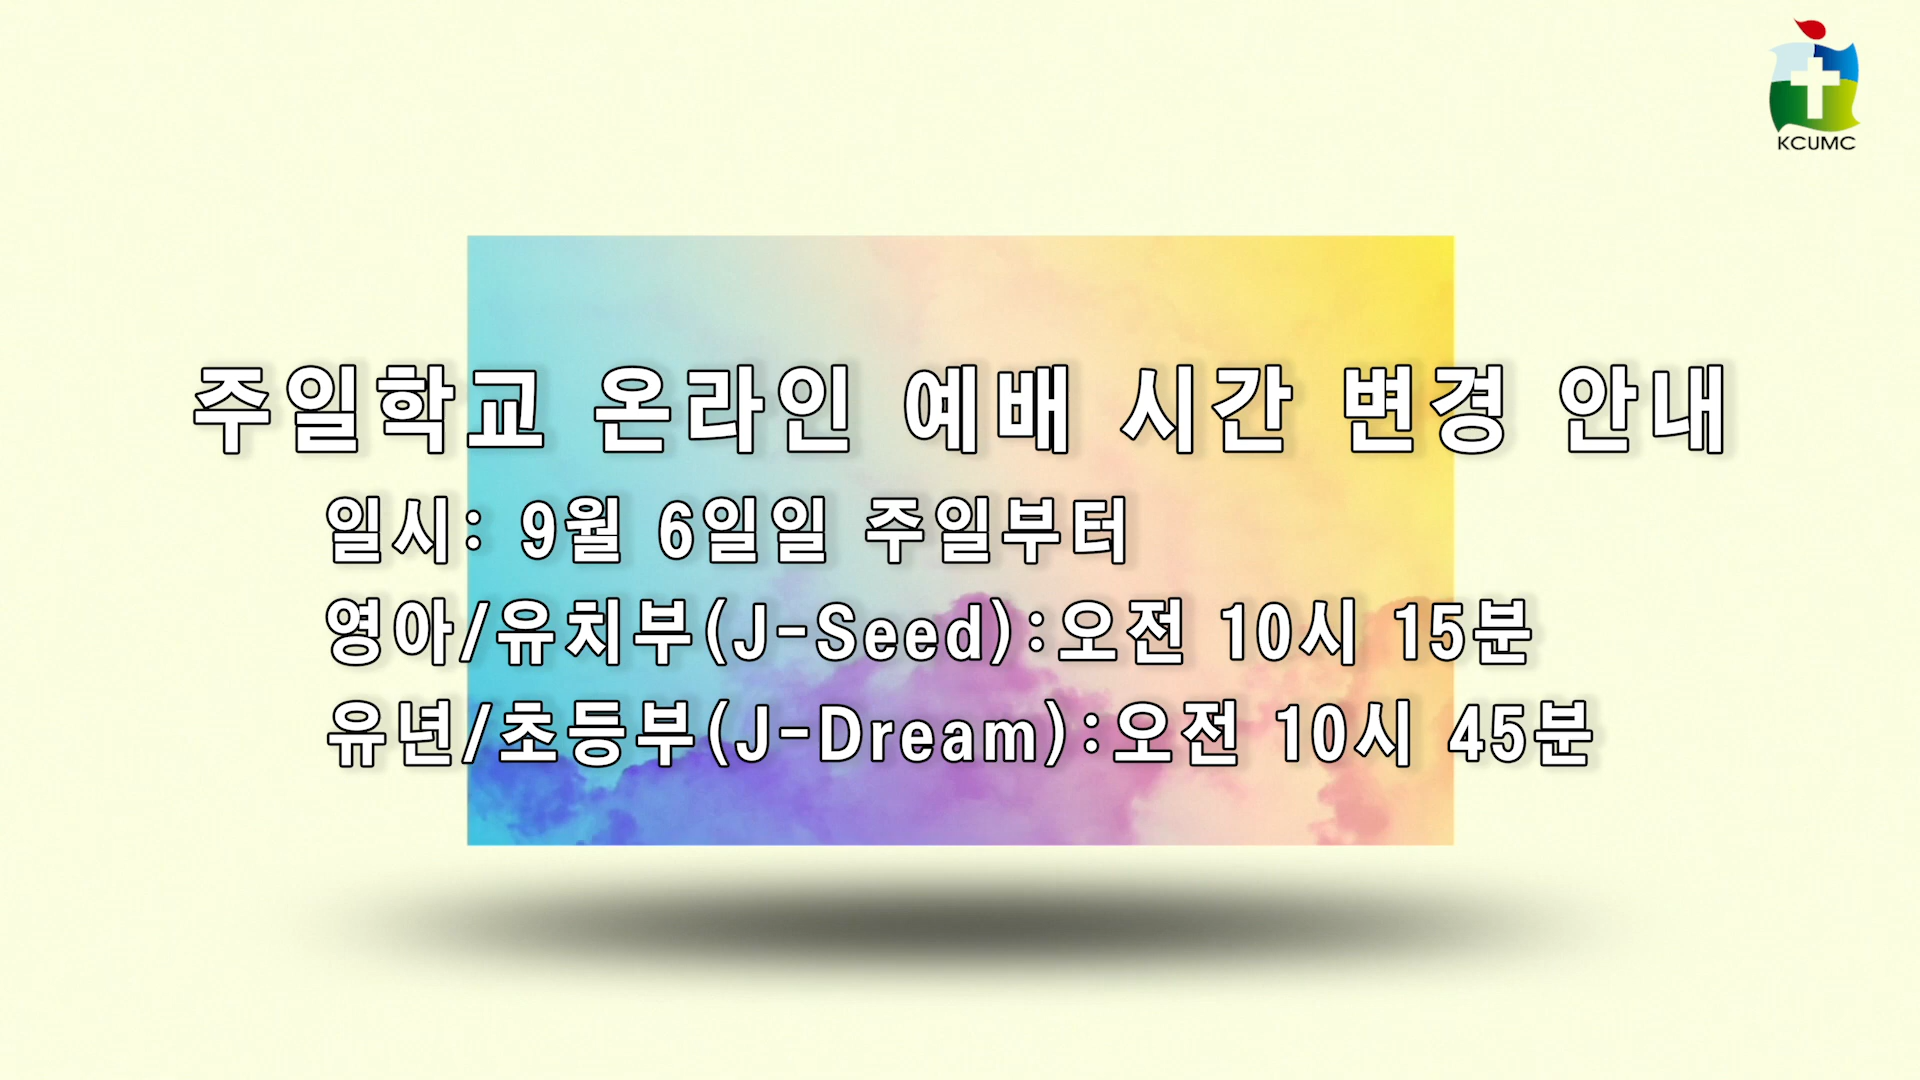 KCUMC
주일학교 온라인 예배 시간 변경 안내
일시: 9월 6일일 주일부터
영아/유치부(J-Seed):오전 10시 15분
유년/초등부(J-Dream):오전 10시 45분